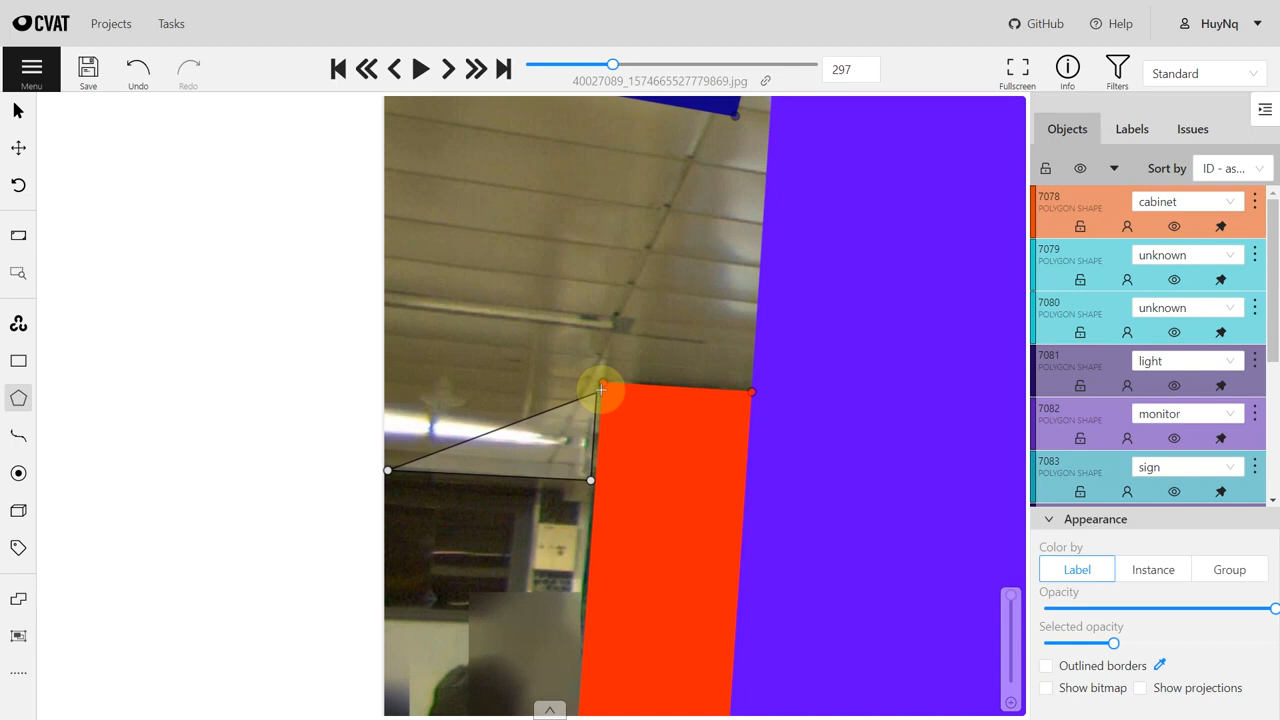 CVAT
Projects
Tasks
GitHub
Help
HuyNq
Menu
Save
Undo
Redo
40027089_1574665527779869.jpg
297
Fullscreen
Info
Filters
Standard
Objects
Labels
Issues
Sort by
ID - as...
7078
POLYGON SHAPE
cabinet
7079
POLYGON SHAPE
unknown
7080
POLYGON SHAPE
unknown
7081
POLYGON SHAPE
light
7082
POLYGON SHAPE
monitor
7083
POLYGON SHAPE
sign
Appearance
Color by
Label
Instance
Group
Opacity
Selected opacity
Outlined borders
Show bitmap
Show projections